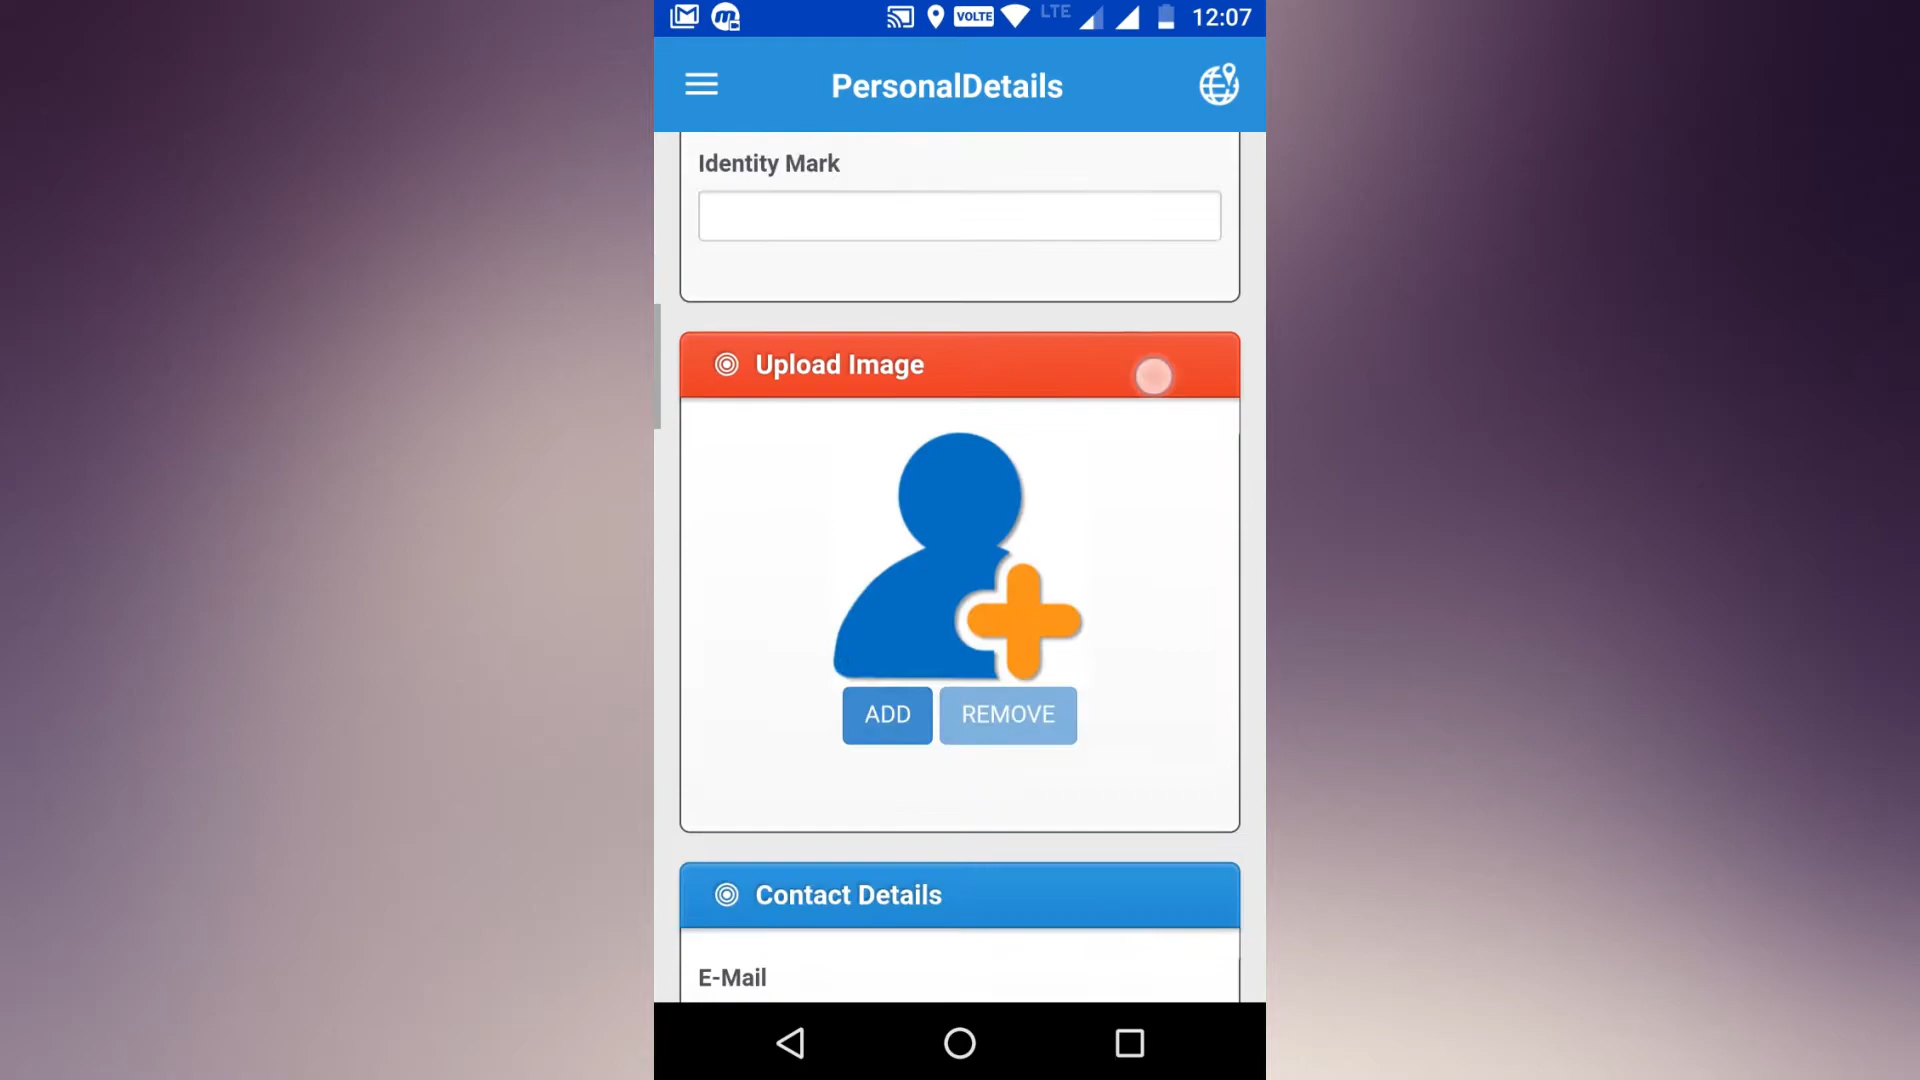 VOLTE LTE 12:07
PersonalDetails
Identity Mark
Upload Image
ADD REMOVE
Contact Details
E-Mail